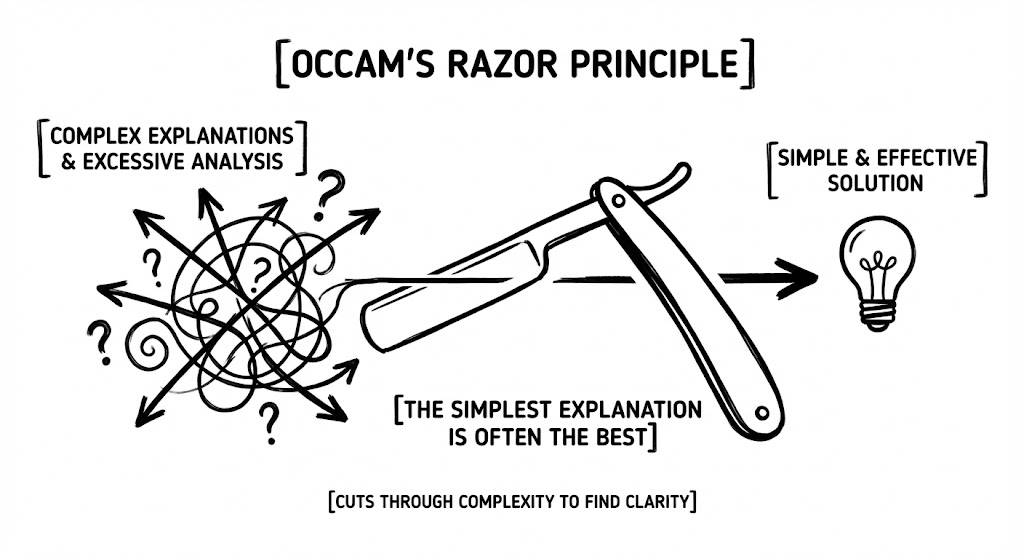 [OCCAM'S RAZOR PRINCIPLE]
[COMPLEX EXPLANATIONS
& EXCESSIVE ANALYSIS]
[SIMPLE & EFFECTIVE
SOLUTION]
?
?
?
?
?
[THE SIMPLEST EXPLANATION
IS OFTEN THE BEST]
[CUTS THROUGH COMPLEXITY TO FIND CLARITY]